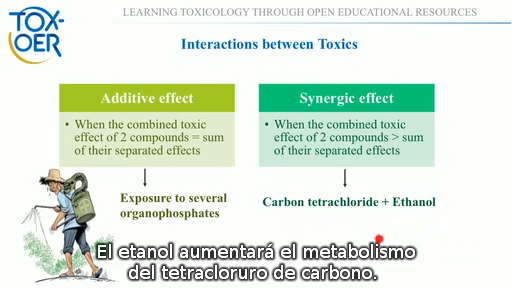 TOX-
OER
LEARNING TOXICOLOGY THROUGH OPEN EDUCATIONAL RESOURCES
Interactions between Toxics
Additive effect
• When the combined toxic
effect of 2 compounds = sum
of their separated effects
Exposure to several
organophosphates
Synergic effect
• When the combined toxic
effect of 2 compounds > sum
of their separated effects
Carbon tetrachloride + Ethanol
El etanol aumentará el metabolismo
del tetracloruro de carbono.